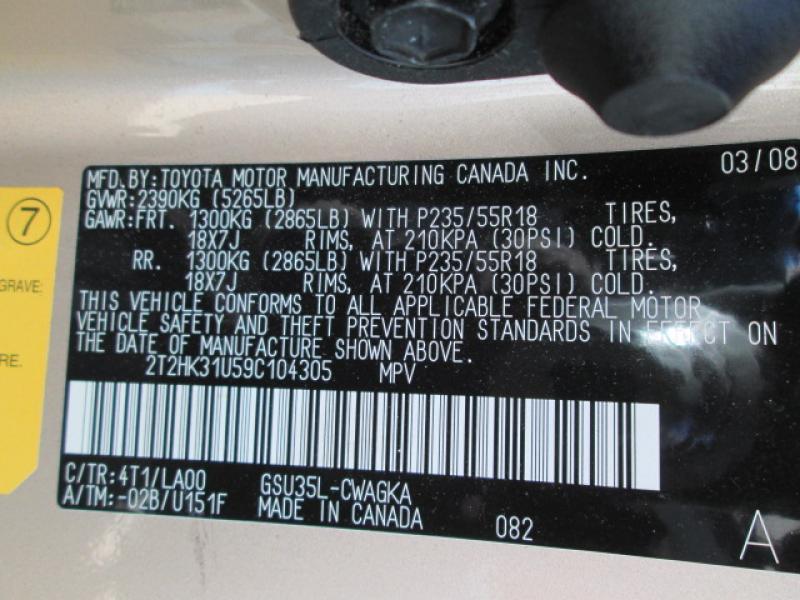 MFD.BY:TOYOTA MOTOR MANUFACTURING CANADA INC. 03/08
GVWR:2390KG (5265LB)
GAWR:FRT. 1300KG (2865LB) WITH P235/55R18 TIRES,
18X7J RIMS, AT 210KPA (30PSI) COLD.
RR. 1300KG (2865LB) WITH P235/55R18 TIRES,
18X7J RIMS, AT 210KPA (30PSI) COLD.
THIS VEHICLE CONFORMS TO ALL APPLICABLE FEDERAL MOTOR
VEHICLE SAFETY AND THEFT PREVENTION STANDARDS IN EFFECT ON
THE DATE OF MANUFACTURE SHOWN ABOVE.
2T2HK31U59C104305 MPV
C/TR:4T1/LA00 GSU35L-CWAGKA
A/TM:-02B/U151F MADE IN CANADA 082 A
7
GRAVE.
RE.